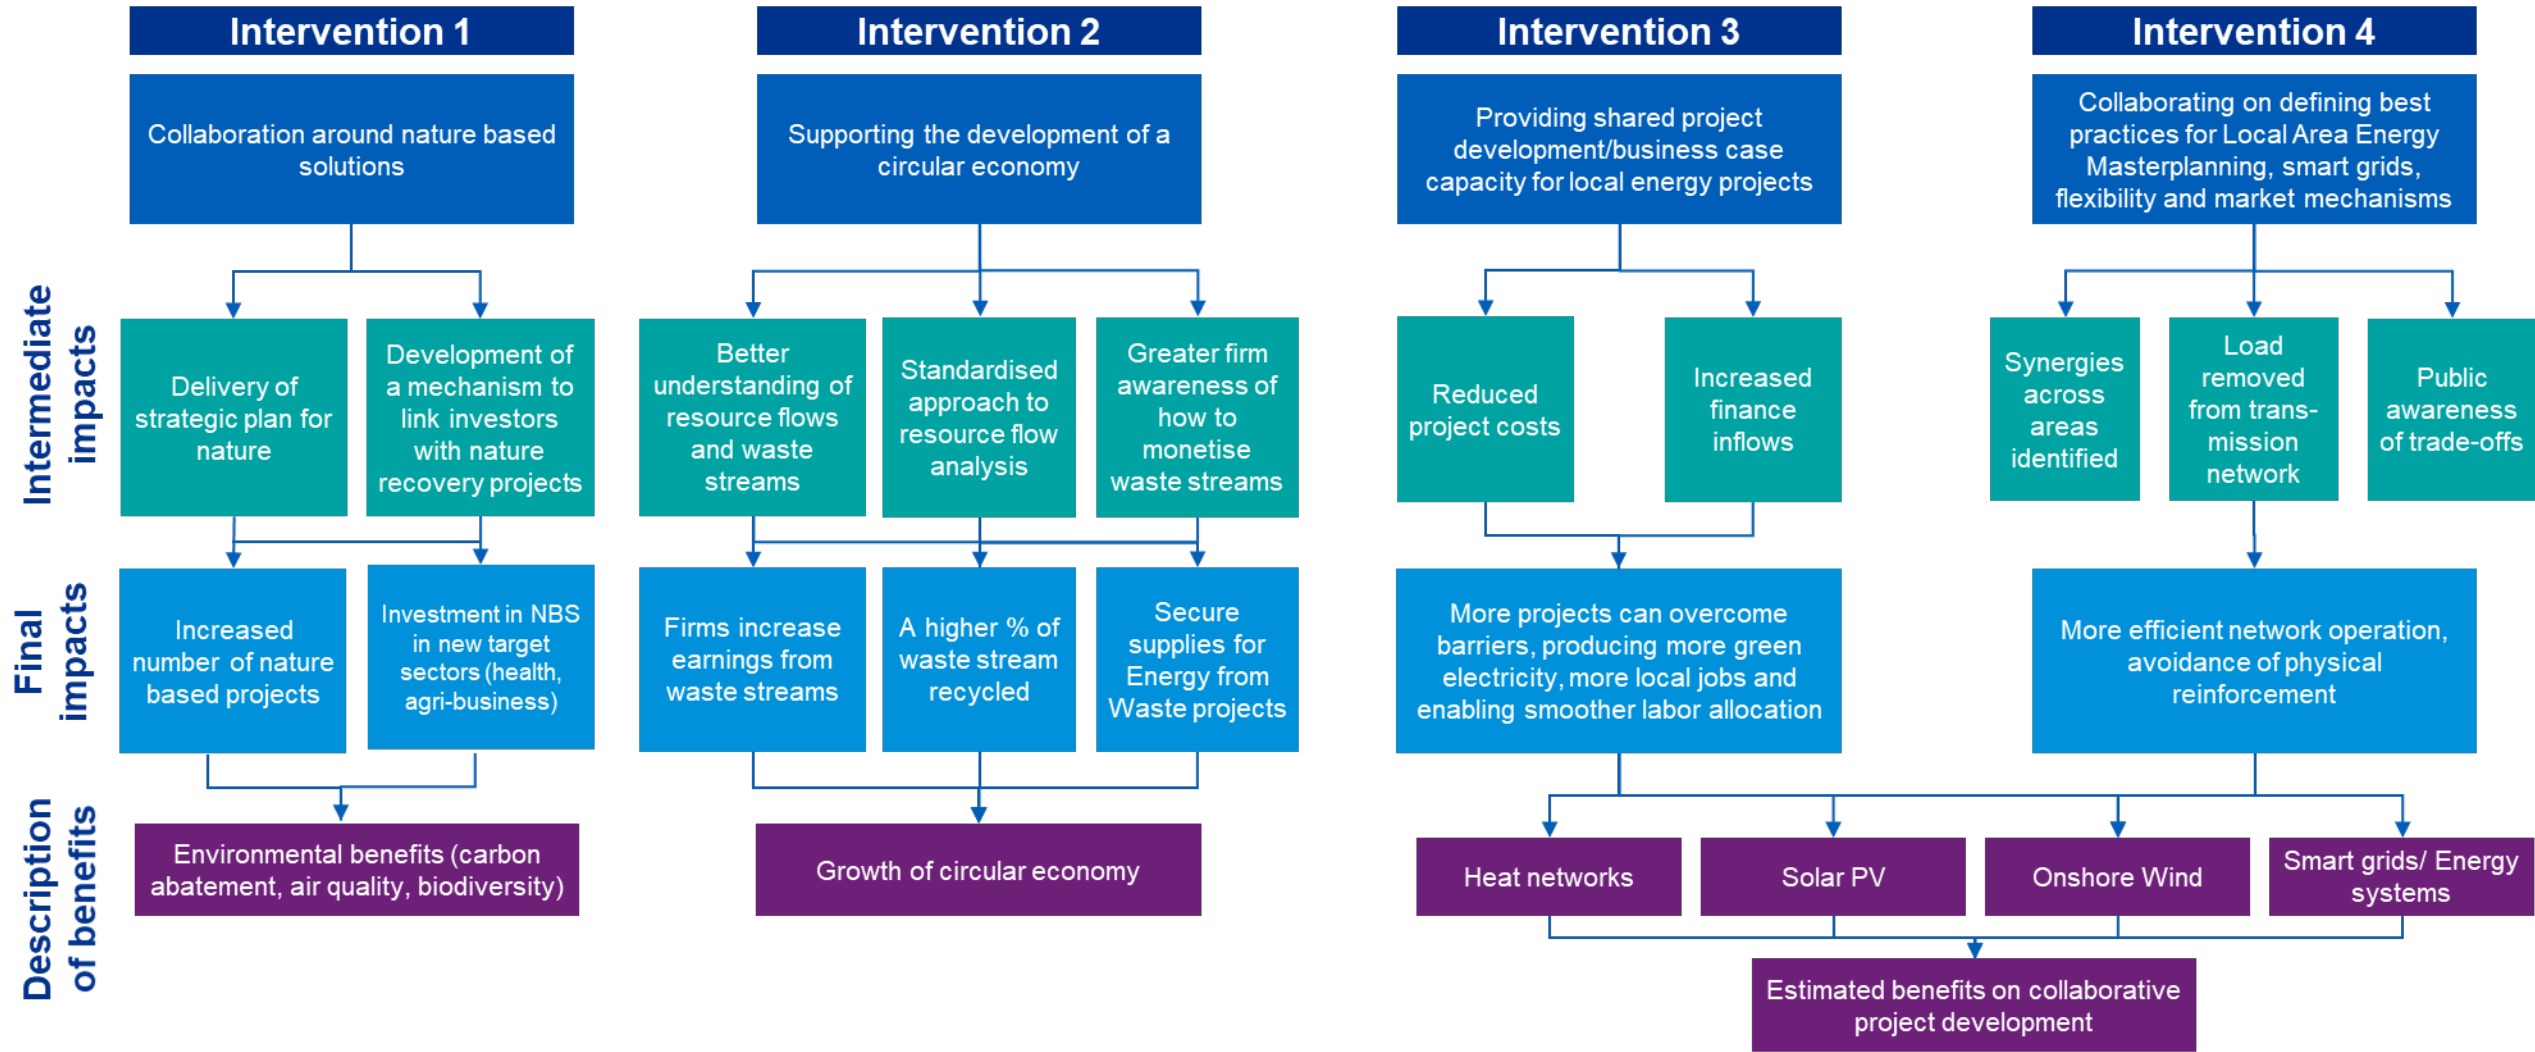 Intervention 1
Intervention 2
Intervention 3
Intervention 4
Collaboration around nature based
solutions
Supporting the development of a
circular economy
Providing shared project
development/business case
capacity for local energy projects
Collaborating on defining best
practices for Local Area Energy
Masterplanning, smart grids,
flexibility and market mechanisms
Intermediate
impacts
Delivery of
strategic plan for
nature
Development of
a mechanism to
link investors
with nature
recovery projects
Better
understanding of
resource flows
and waste
streams
Standardised
approach to
resource flow
analysis
Greater firm
awareness of
how to
monetise
waste streams
Reduced
project costs
Increased
finance
inflows
Synergies
across
areas
identified
Load
removed
from trans-
mission
network
Public
awareness
of trade-offs
Final
impacts
Increased
number of nature
based projects
Investment in NBS
in new target
sectors (health,
agri-business)
Firms increase
earnings from
waste streams
A higher % of
waste stream
recycled
Secure
supplies for
Energy from
Waste projects
More projects can overcome
barriers, producing more green
electricity, more local jobs and
enabling smoother labor allocation
More efficient network operation,
avoidance of physical
reinforcement
Description
of benefits
Environmental benefits (carbon
abatement, air quality, biodiversity)
Growth of circular economy
Heat networks
Solar PV
Onshore Wind
Smart grids/ Energy
systems
Estimated benefits on collaborative
project development